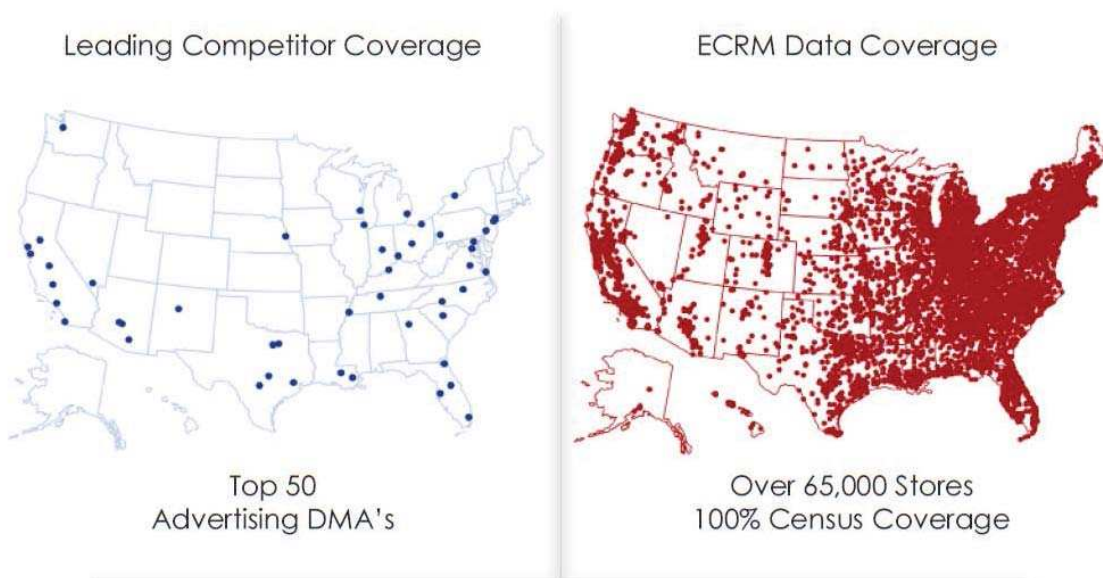 Leading Competitor Coverage
ECRM Data Coverage
Top 50
Advertising DMA's
Over 65,000 Stores
100% Census Coverage